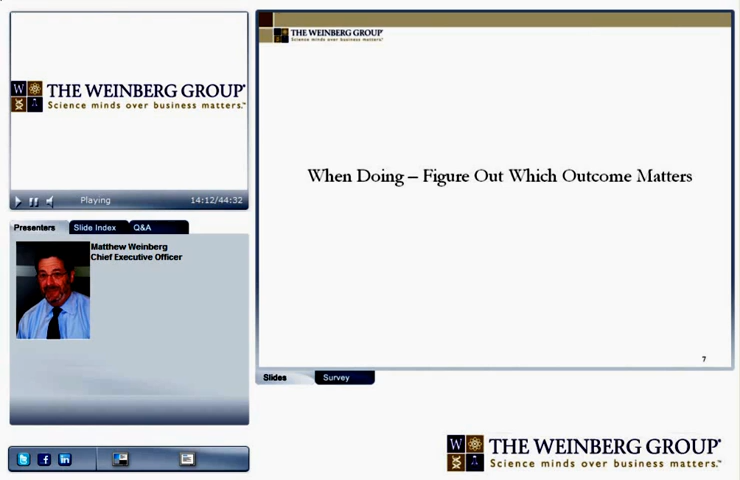 W THE WEINBERG GROUP®
Science minds over business matters.™
Playing 14:12/44:32
Presenters Slide Index Q&A
Matthew Weinberg
Chief Executive Officer
THE WEINBERG GROUP®
Science minds over business matters.™
When Doing – Figure Out Which Outcome Matters
7
Slides Survey
W THE WEINBERG GROUP®
Science minds over business matters.™